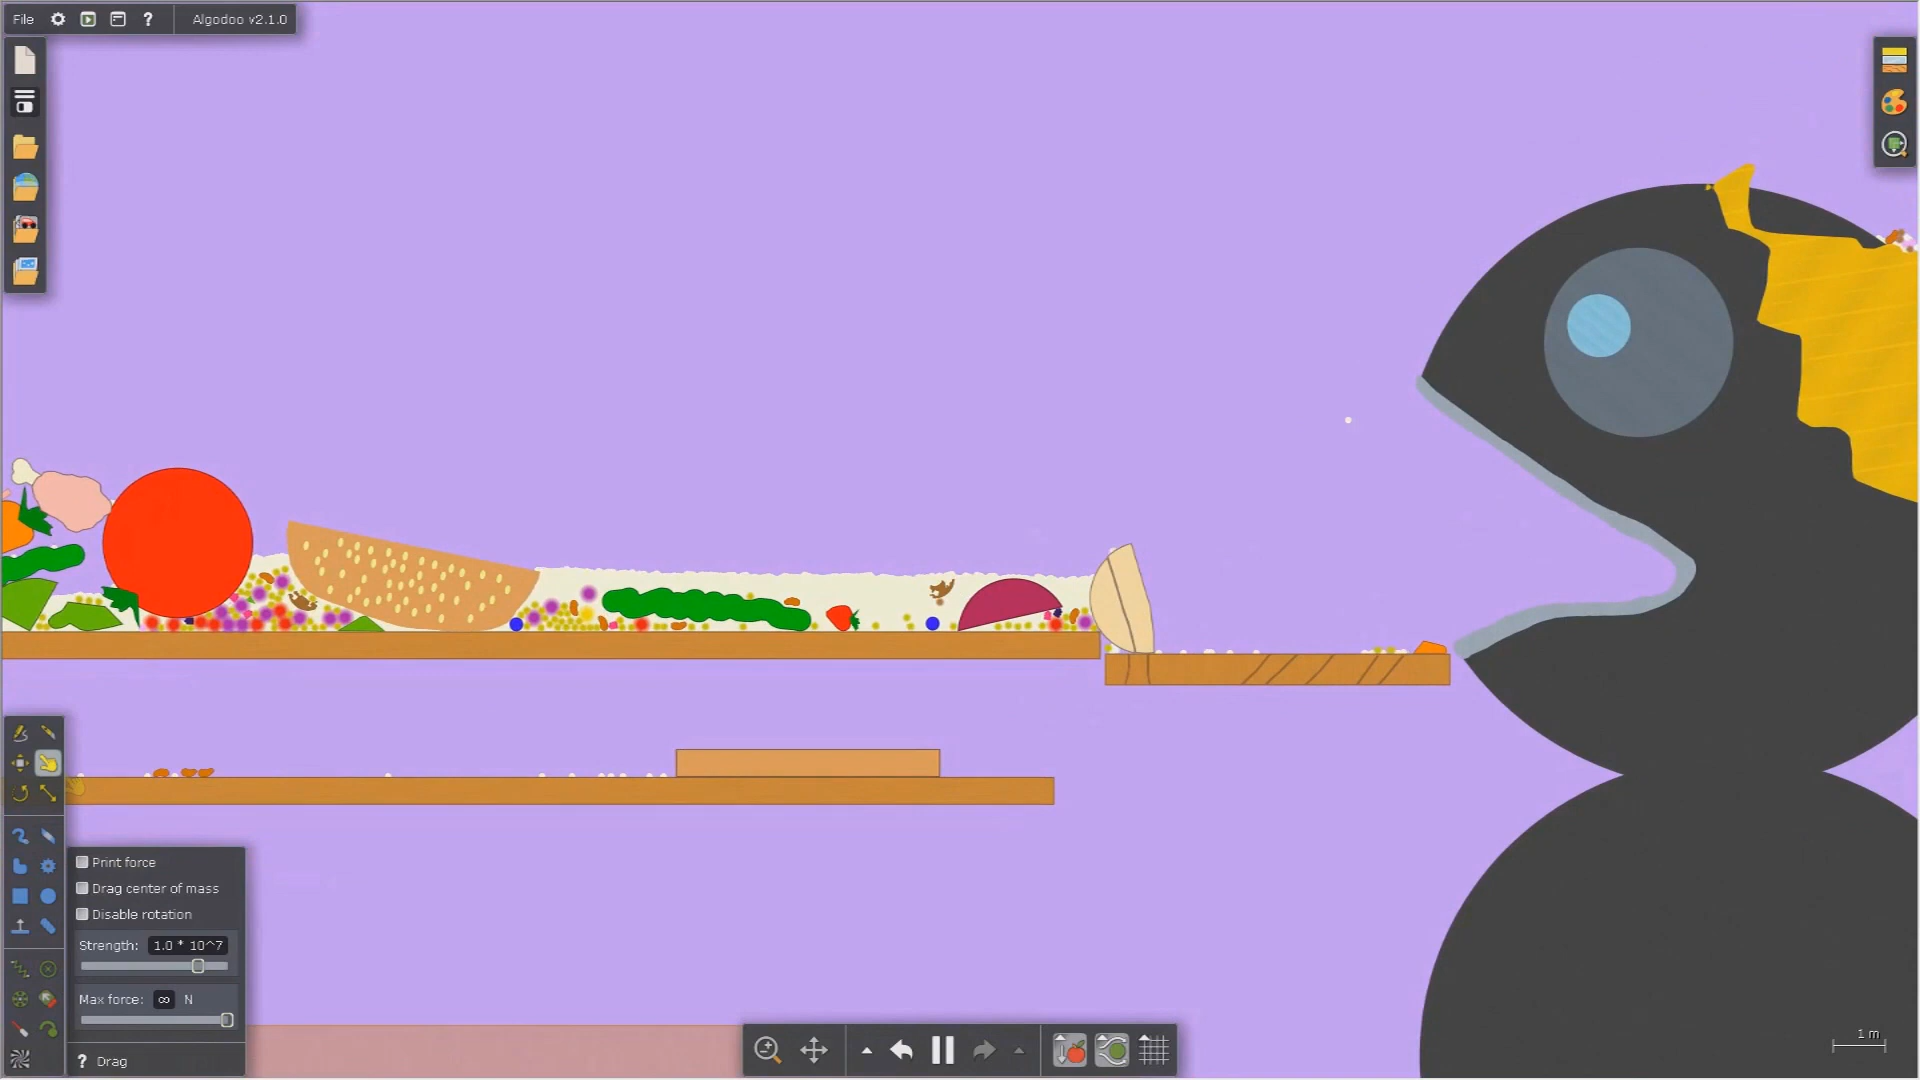 File ? Algodoo v2.1.0
Print force
Drag center of mass
Disable rotation
Strength: 1.0 * 10^7
Max force: ∞ N
? Drag
1 m